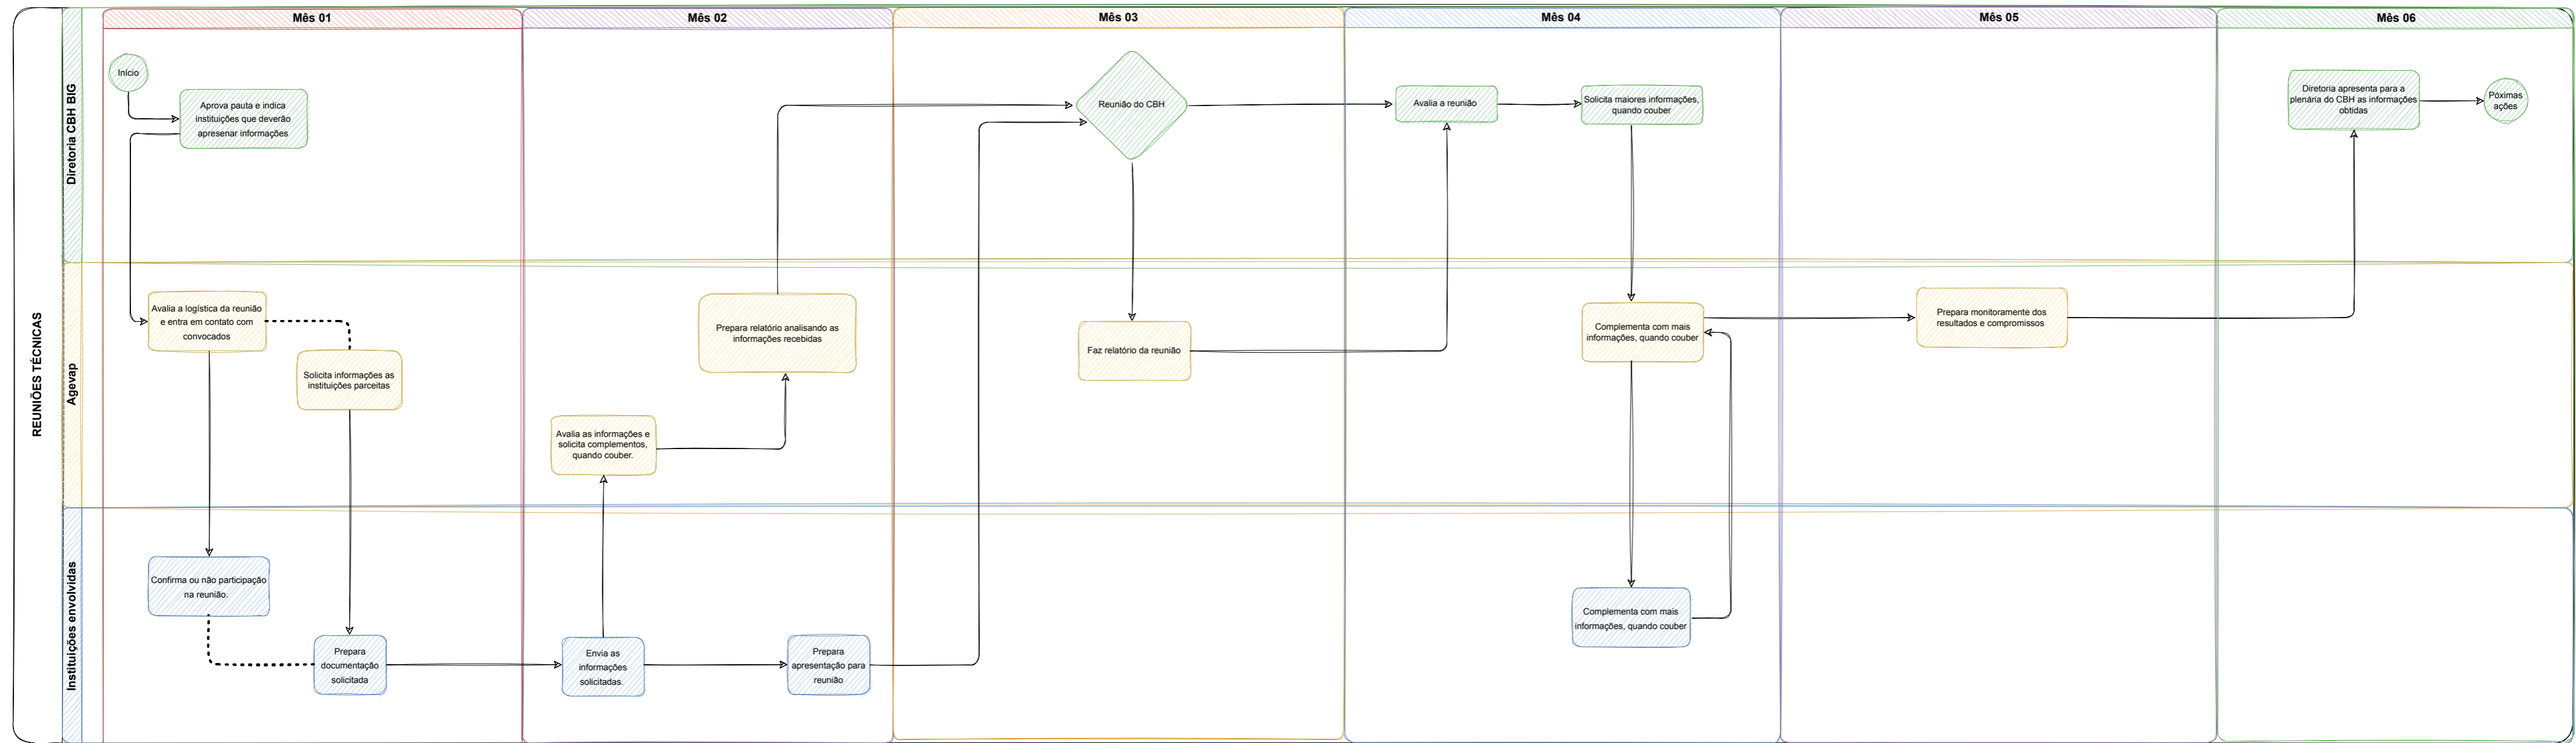 Mês 01
Mês 02
Mês 03
Mês 04
Mês 05
Mês 06
REUNIÕES TÉCNICAS
Diretoria CBH BIG
Início
Aprova pauta e indica
instituições que deverão
apresenar informações
Reunião do CBH
Avalia a reunião
Solicita maiores informações,
quando couber
Diretoria apresenta para a
plenária do CBH as informações
obtidas
Póximas
ações
Agevap
Avalia a logística da reunião
e entra em contato com
convocados
Solicita informações as
instituições parceitas
Avalia as informações e
solicita complementos,
quando couber.
Prepara relatório analisando as
informações recebidas
Faz relatório da reunião
Complementa com mais
informações, quando couber
Prepara monitoramente dos
resultados e compromissos
Instituições envolvidas
Confirma ou não participação
na reunião.
Prepara
documentação
solicitada
Envia as
informações
solicitadas.
Prepara
apresentação para
reunião
Complementa com mais
informações, quando couber